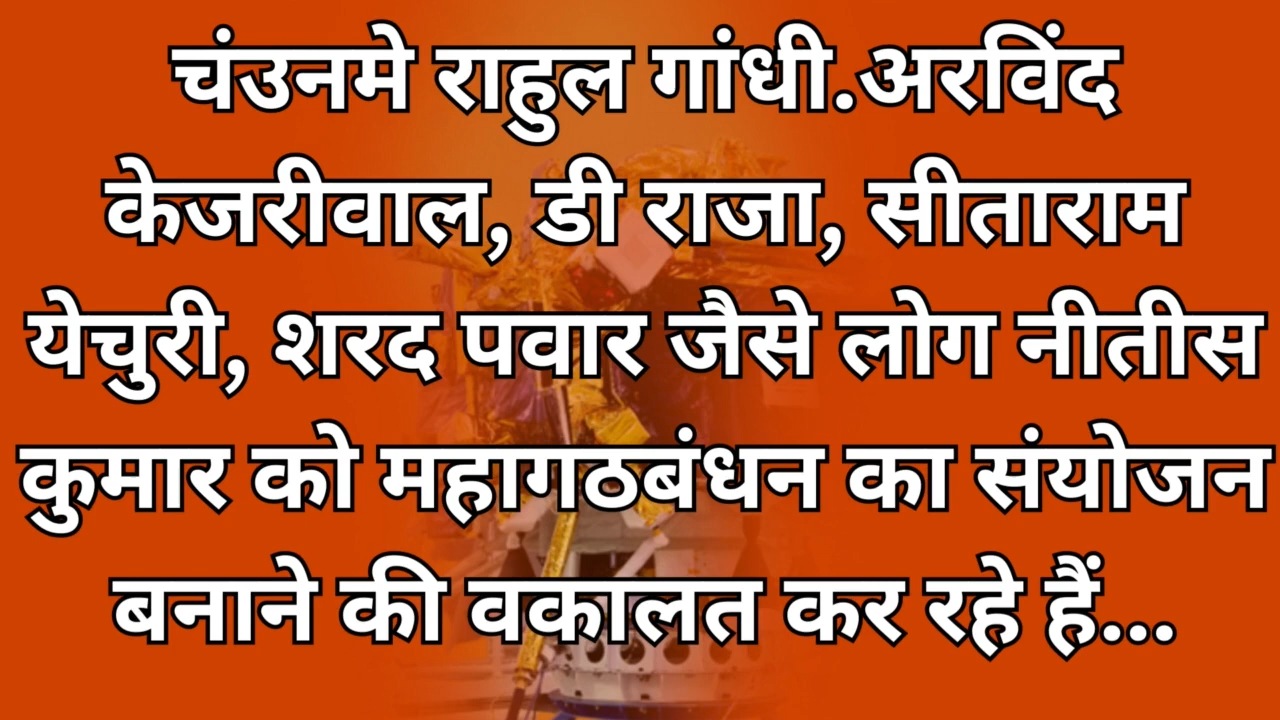 चंउनमे राहुल गांधी.अरविंद
केजरीवाल, डी राजा, सीताराम
येचुरी, शरद पवार जैसे लोग नीतीस
कुमार को महागठबंधन का संयोजन
बनाने की वकालत कर रहे हैं...